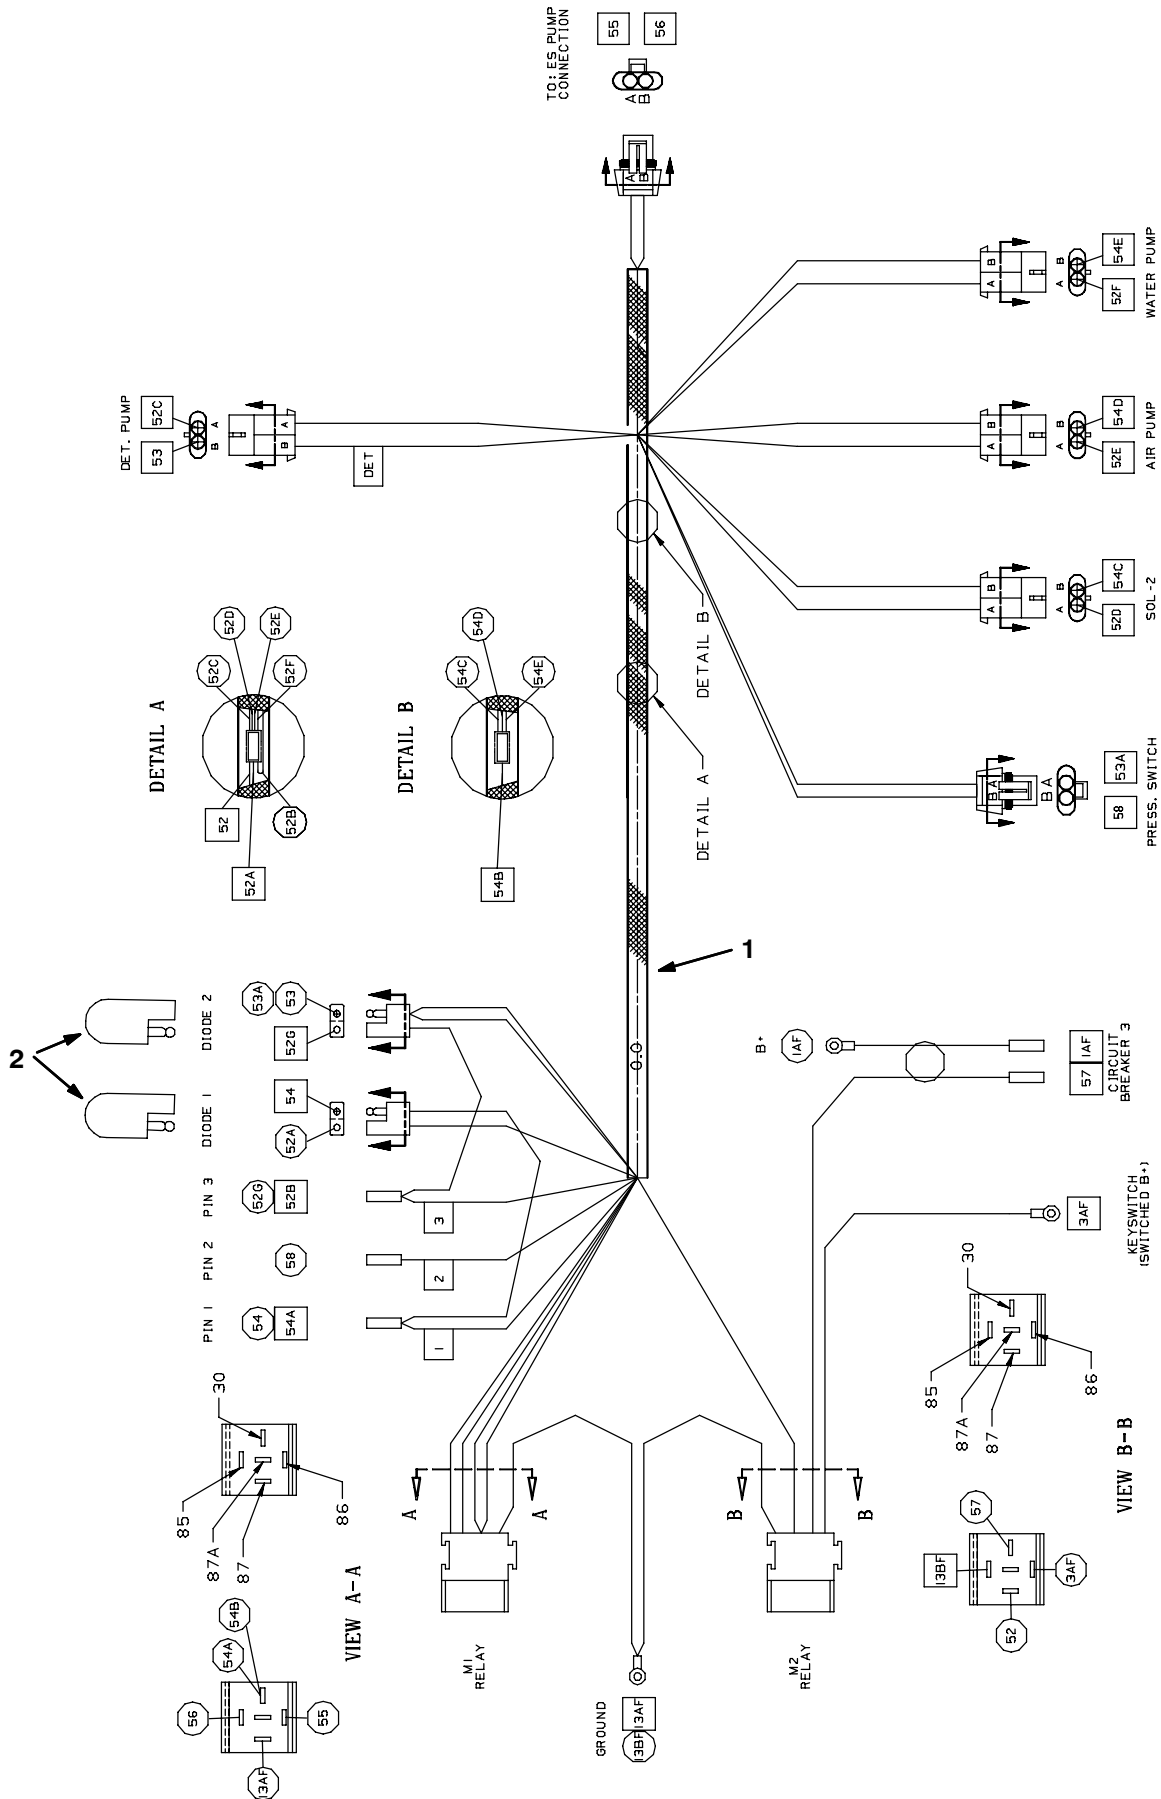 TO: ES PUMP
CONNECTION
55
56
A
B
A
B
DET. PUMP
53
52C
B
A
B
A
DET
WATER PUMP
52F
54E
A
B
A
B
AIR PUMP
52E
54D
A
B
A
B
SOL-2
52D
54C
A
B
A
B
PRESS. SWITCH
58
53A
B A
B A
DETAIL A
52C
52D
52E
52F
52
52A
52B
DETAIL B
54C
54D
54E
54B
DETAIL A
DETAIL B
1
2
0.0
DIODE 2
53A
53
52G
DIODE 1
54
52A
PIN 3
52G
52B
3
PIN 2
58
2
PIN 1
54
54A
1
B+
1AF
57
1AF
CIRCUIT
BREAKER 3
KEYSWITCH
(SWITCHED B+)
3AF
30
85
87A
87
86
VIEW A-A
54B
54A
56
55
13AF
A
A
M1
RELAY
GROUND
13BF
13AF
M2
RELAY
B
B
30
85
87A
87
86
VIEW B-B
57
13BF
3AF
52